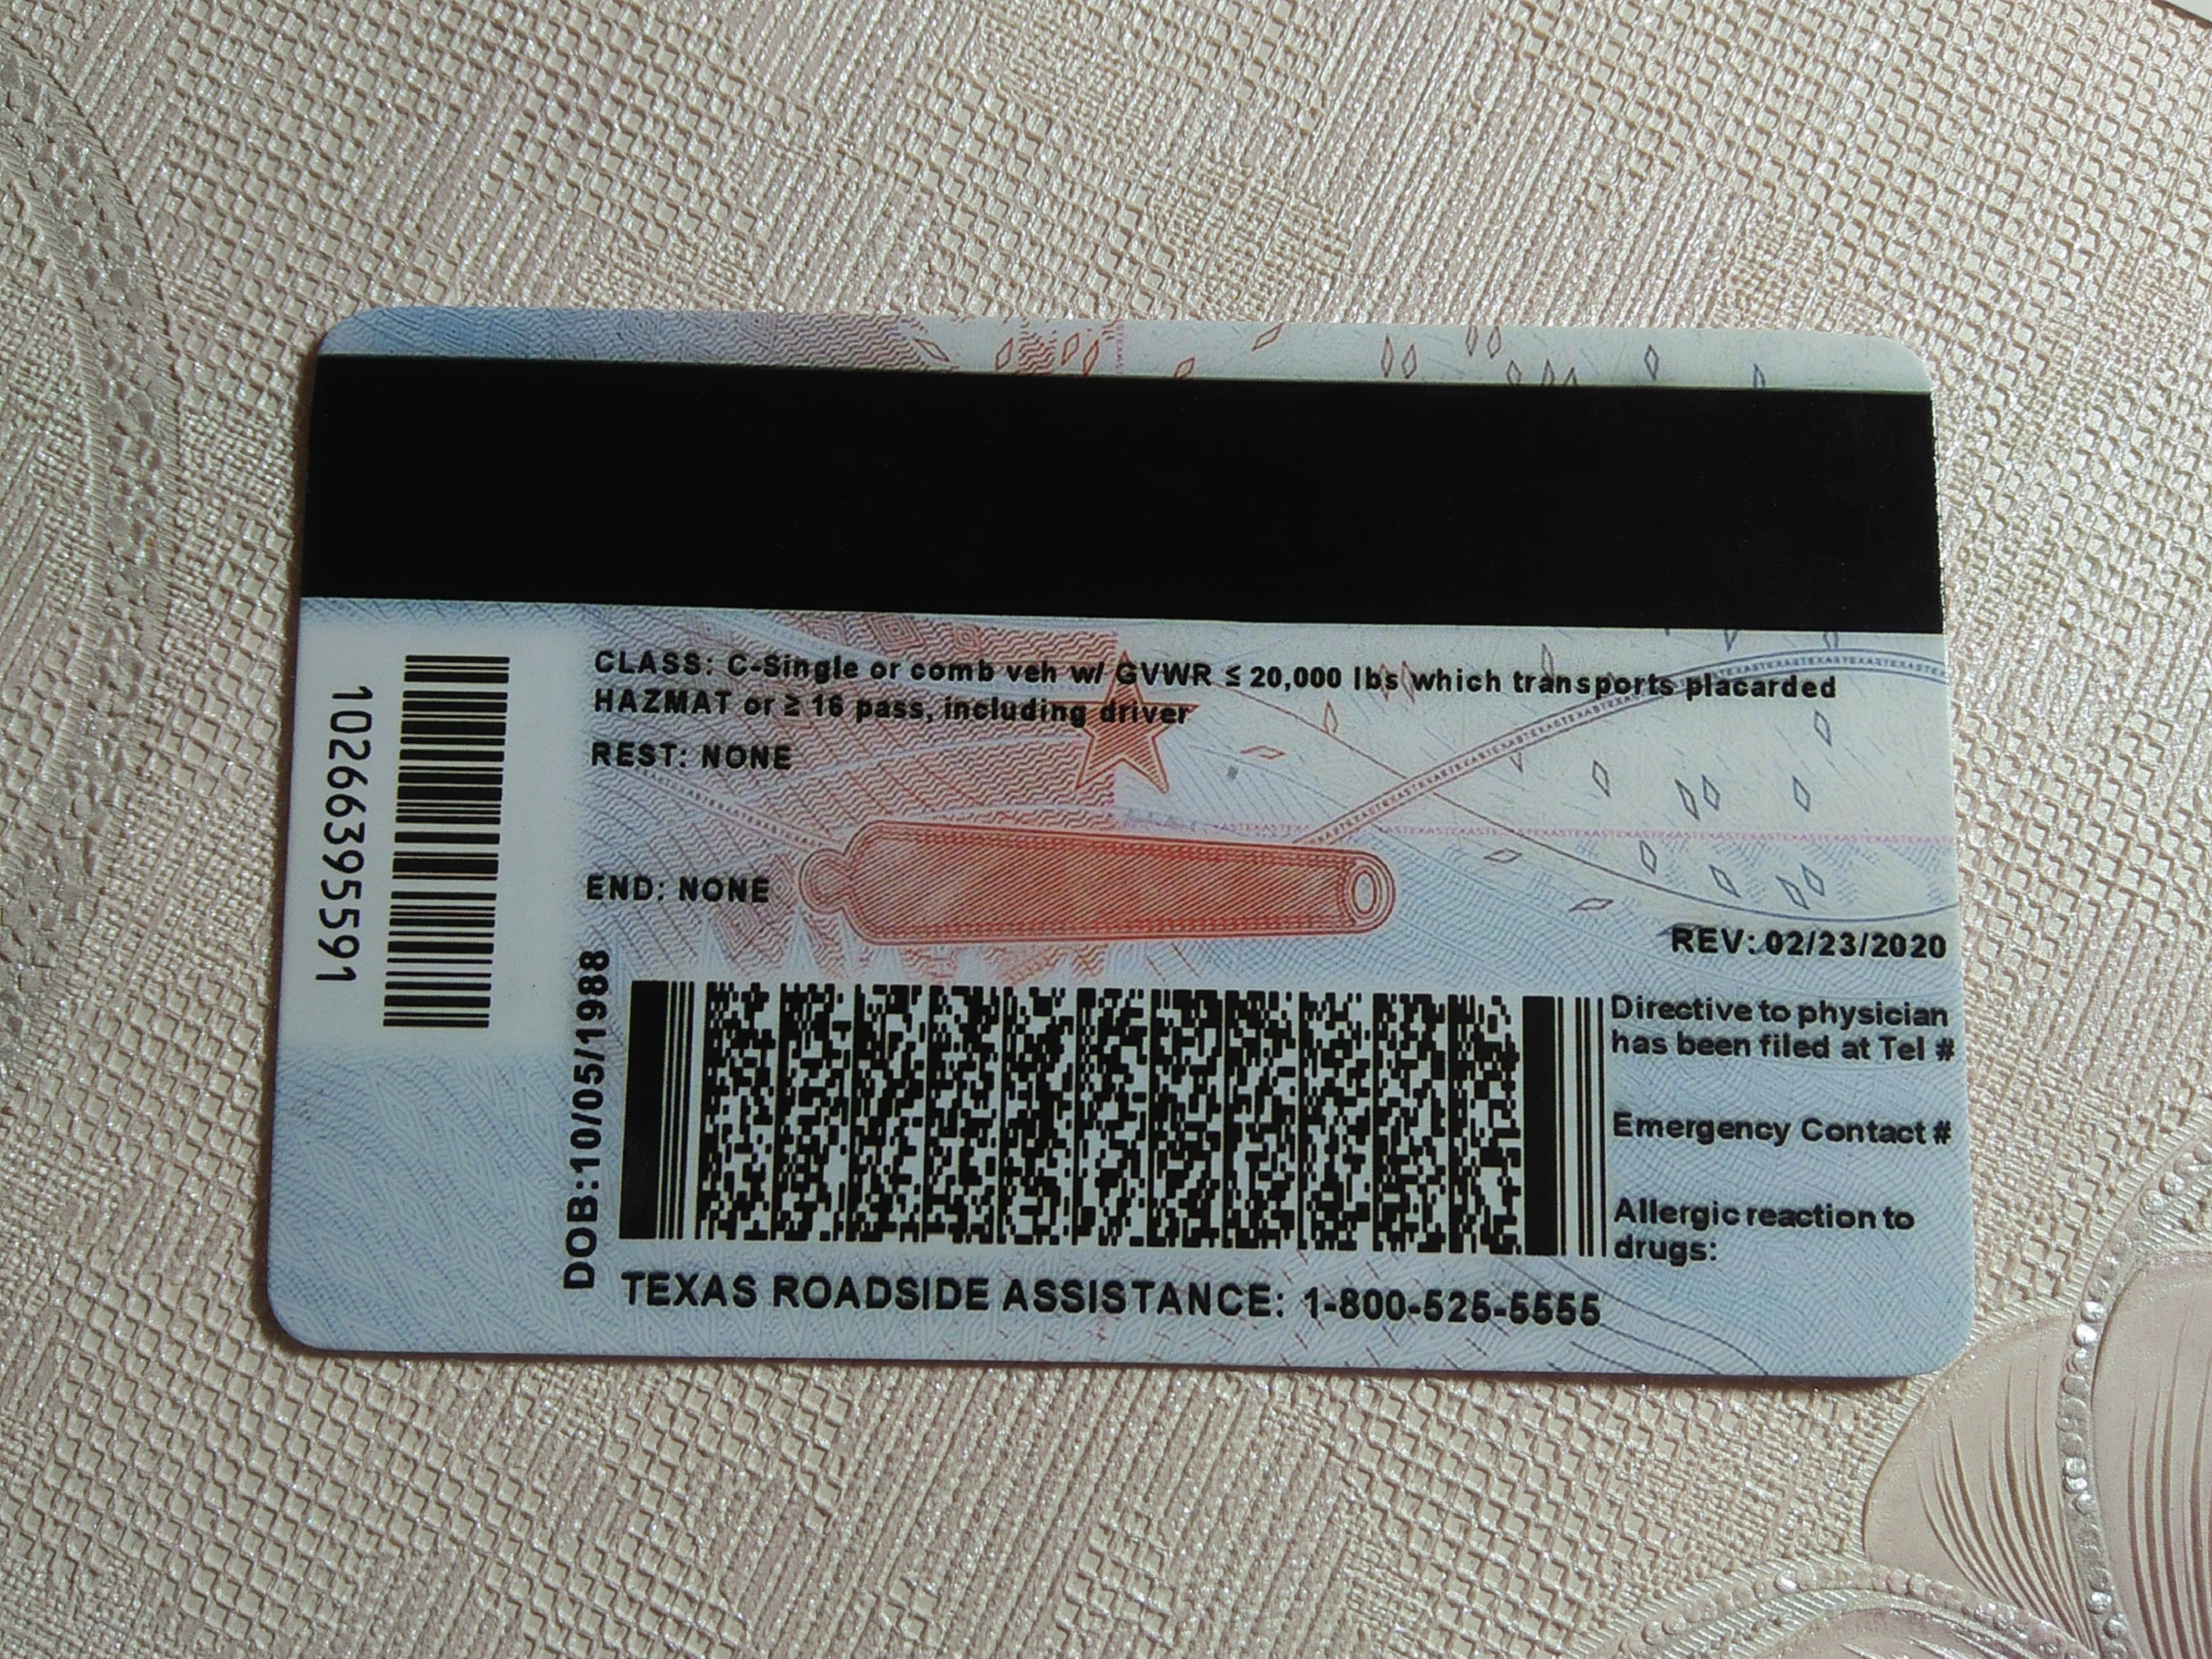 CLASS: C-Single or comb veh w/ GVWR ≤ 20,000 lbs which transports placarded
HAZMAT or ≥ 16 pass, including driver
REST: NONE
END: NONE
10266395591
DOB:10/05/1988
REV: 02/23/2020
Directive to physician
has been filed at Tel #
Emergency Contact #
Allergic reaction to
drugs:
TEXAS ROADSIDE ASSISTANCE: 1-800-525-5555